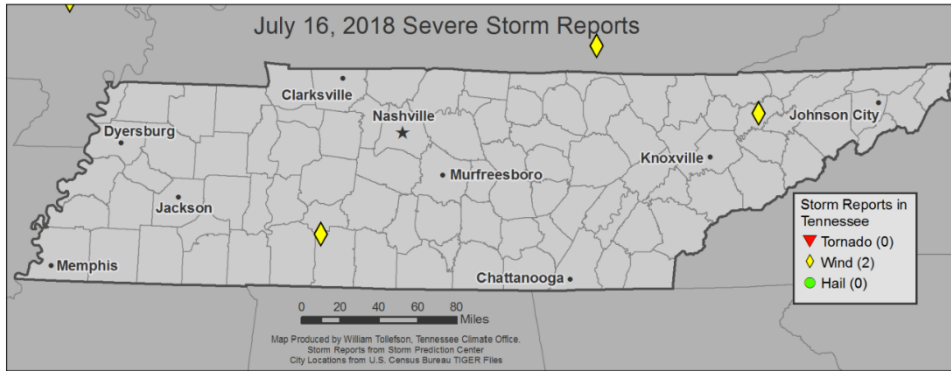 July 16, 2018 Severe Storm Reports
Clarksville
Nashville
Johnson City
Dyersburg
Knoxville
Murfreesboro
Jackson
Memphis
Chattanooga
Storm Reports in
Tennessee
Tornado (0)
Wind (2)
Hail (0)
0 20 40 60 80
Miles
Map Produced by William Tollefson, Tennessee Climate Office.
Storm Reports from Storm Prediction Center
City Locations from U.S. Census Bureau TIGER Files